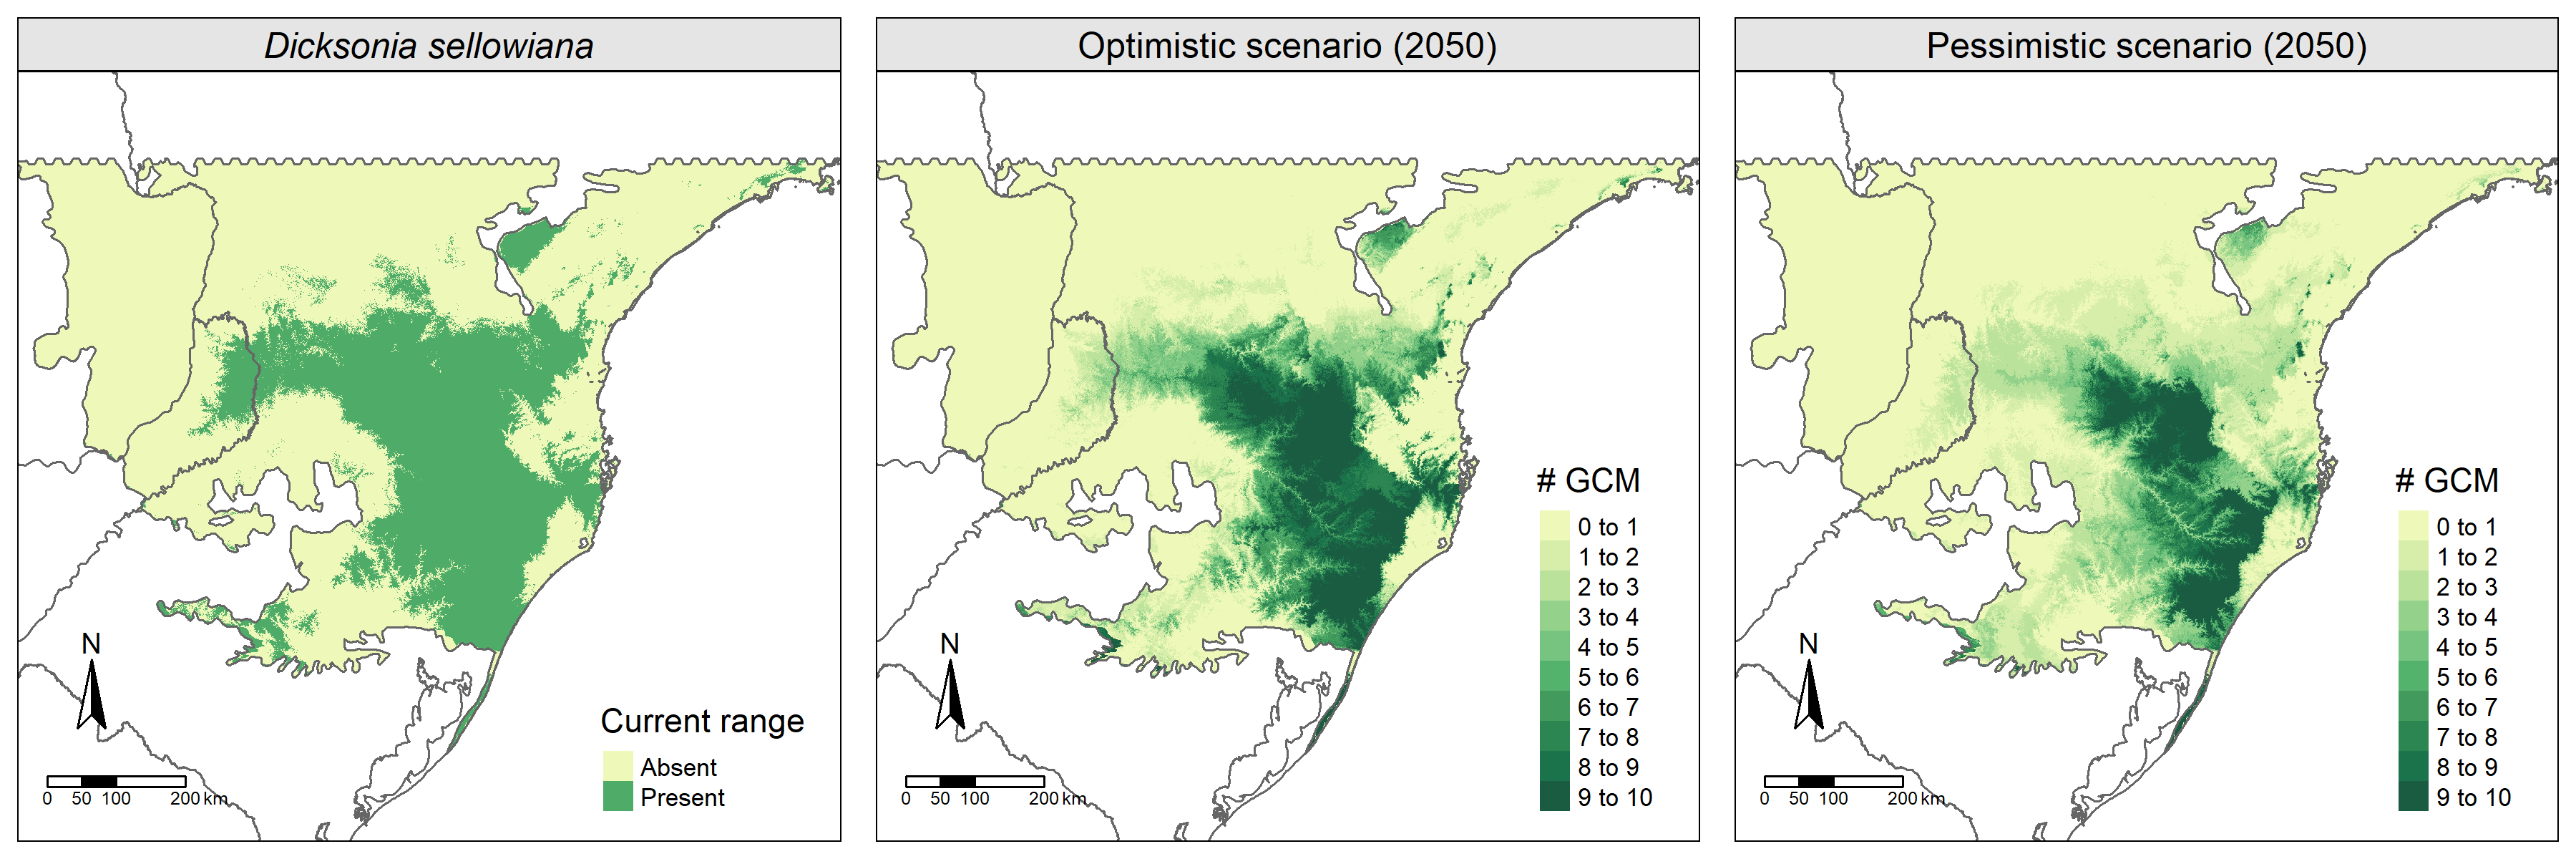 Dicksonia sellowiana
N
Current range
Absent
Present
0 50 100 200 km
Optimistic scenario (2050)
# GCM
0 to 1
1 to 2
2 to 3
3 to 4
4 to 5
5 to 6
6 to 7
7 to 8
8 to 9
9 to 10
N
0 50 100 200 km
Pessimistic scenario (2050)
# GCM
0 to 1
1 to 2
2 to 3
3 to 4
4 to 5
5 to 6
6 to 7
7 to 8
8 to 9
9 to 10
N
0 50 100 200 km